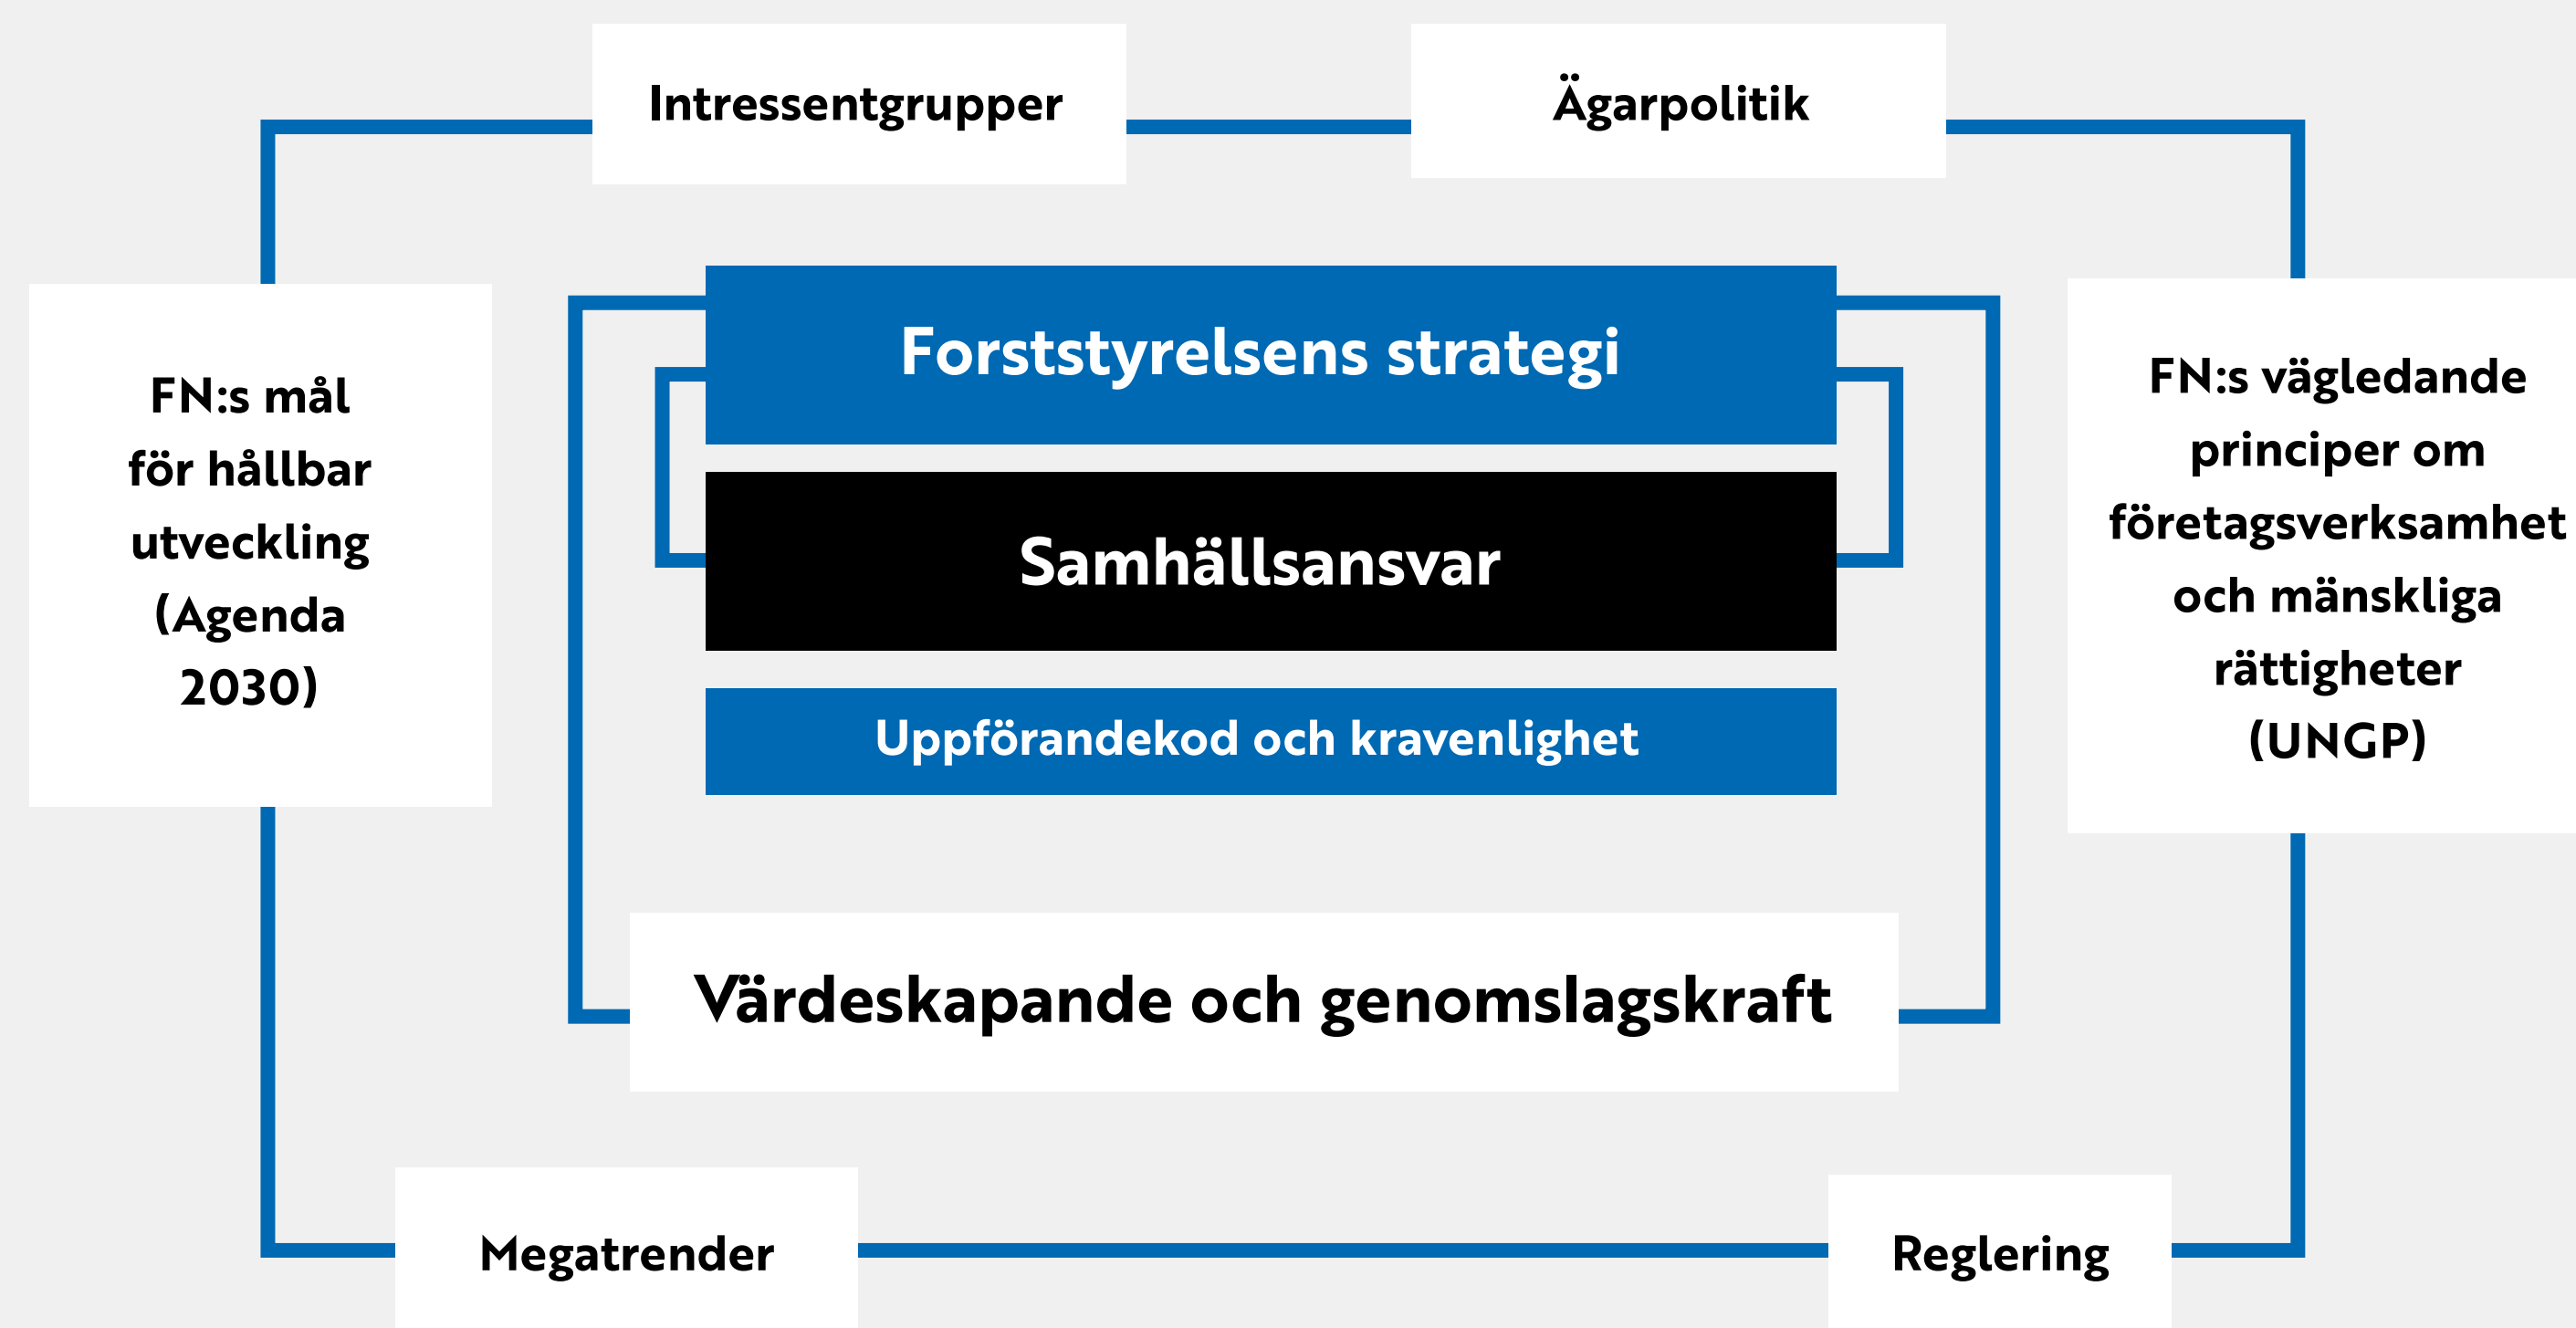 Intressentgrupper
Ägarpolitik
FN:s mål
för hållbar
utveckling
(Agenda
2030)
Forststyrelsens strategi
Samhällsansvar
Uppförandekod och kravenlighet
Värdeskapande och genomslagskraft
FN:s vägledande
principer om
företagsverksamhet
och mänskliga
rättigheter
(UNGP)
Megatrender
Reglering